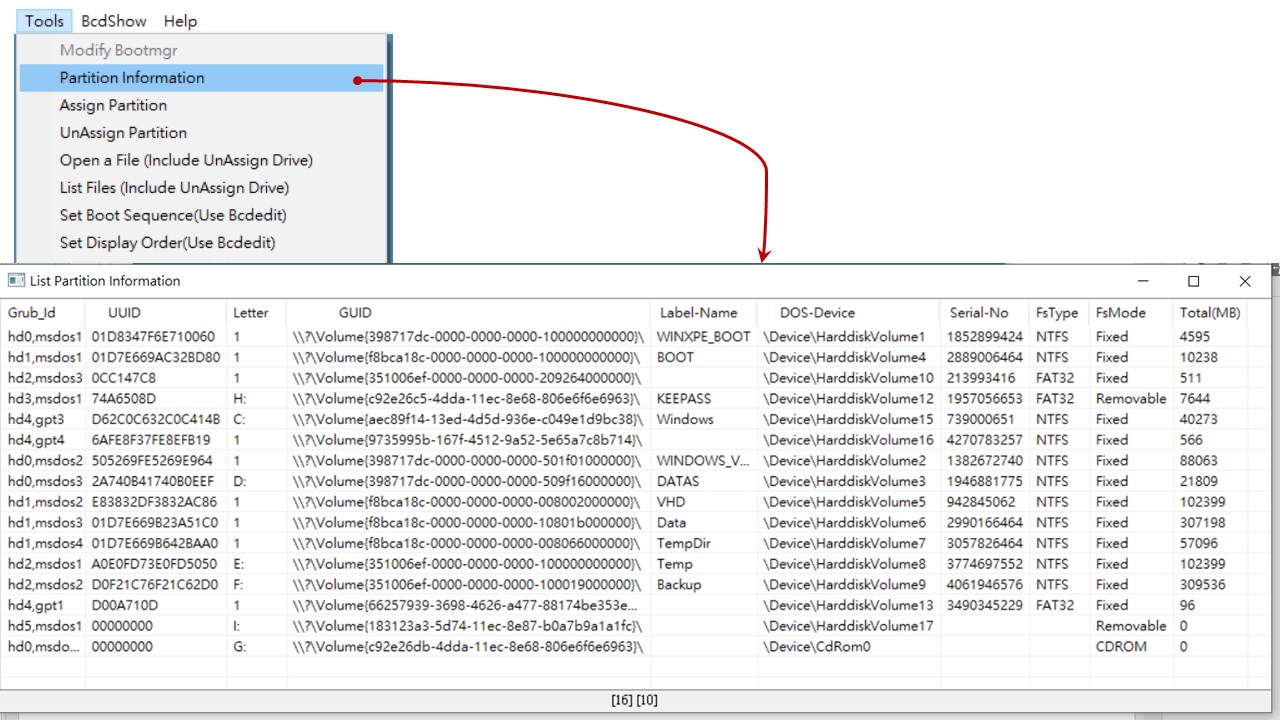 Tools BcdShow Help
Modify Bootmgr
Partition Information
Assign Partition
UnAssign Partition
Open a File (Include UnAssign Drive)
List Files (Include UnAssign Drive)
Set Boot Sequence(Use Bcdedit)
Set Display Order(Use Bcdedit)
List Partition Information
Grub_Id UUID Letter GUID Label-Name DOS-Device Serial-No FsType FsMode Total(MB)
hd0,msdos1 01D8347F6E710060 1 \\?\Volume{398717dc-0000-0000-0000-100000000000}\ WINXPE_BOOT \Device\HarddiskVolume1 1852899424 NTFS Fixed 4595
hd1,msdos1 01D7E669AC32BD80 1 \\?\Volume{f8bca18c-0000-0000-0000-100000000000}\ BOOT \Device\HarddiskVolume4 2889006464 NTFS Fixed 10238
hd2,msdos3 0CC147C8 1 \\?\Volume{351006ef-0000-0000-0000-209264000000}\ \Device\HarddiskVolume10 213993416 FAT32 Fixed 511
hd3,msdos1 74A6508D H: \\?\Volume{c92e26c5-4dda-11ec-8e68-806e6f6e6963}\ KEEPASS \Device\HarddiskVolume12 1957056653 FAT32 Removable 7644
hd4,gpt3 D62C0C632C0C414B C: \\?\Volume{aec89f14-13ed-4d5d-936e-c049e1d9bc38}\ Windows \Device\HarddiskVolume15 739000651 NTFS Fixed 40273
hd4,gpt4 6AFE8F37FE8EFB19 1 \\?\Volume{9735995b-167f-4512-9a52-5e65a7c8b714}\ \Device\HarddiskVolume16 4270783257 NTFS Fixed 566
hd0,msdos2 505269FE5269E964 1 \\?\Volume{398717dc-0000-0000-0000-501f01000000}\ WINDOWS_V... \Device\HarddiskVolume2 1382672740 NTFS Fixed 88063
hd0,msdos3 2A740B41740B0EEF D: \\?\Volume{398717dc-0000-0000-0000-509f16000000}\ DATAS \Device\HarddiskVolume3 1946881775 NTFS Fixed 21809
hd1,msdos2 E83832DF3832AC86 1 \\?\Volume{f8bca18c-0000-0000-0000-008002000000}\ VHD \Device\HarddiskVolume5 942845062 NTFS Fixed 102399
hd1,msdos3 01D7E669B23A51C0 1 \\?\Volume{f8bca18c-0000-0000-0000-10801b000000}\ Data \Device\HarddiskVolume6 2990166464 NTFS Fixed 307198
hd1,msdos4 01D7E669B642BAA0 1 \\?\Volume{f8bca18c-0000-0000-0000-008066000000}\ TempDir \Device\HarddiskVolume7 3057826464 NTFS Fixed 57096
hd2,msdos1 A0E0FD73E0FD5050 E: \\?\Volume{351006ef-0000-0000-0000-100000000000}\ Temp \Device\HarddiskVolume8 3774697552 NTFS Fixed 102399
hd2,msdos2 D0F21C76F21C62D0 F: \\?\Volume{351006ef-0000-0000-0000-100019000000}\ Backup \Device\HarddiskVolume9 4061946576 NTFS Fixed 309536
hd4,gpt1 D00A710D 1 \\?\Volume{66257939-3698-4626-a477-88174be353e... \Device\HarddiskVolume13 3490345229 FAT32 Fixed 96
hd5,msdos1 00000000 I: \\?\Volume{183123a3-5d74-11ec-8e87-b0a7b9a1a1fc}\ \Device\HarddiskVolume17 Removable 0
hd0,msdo... 00000000 G: \\?\Volume{c92e26db-4dda-11ec-8e68-806e6f6e6963}\ \Device\CdRom0 CDROM 0
[16] [10]